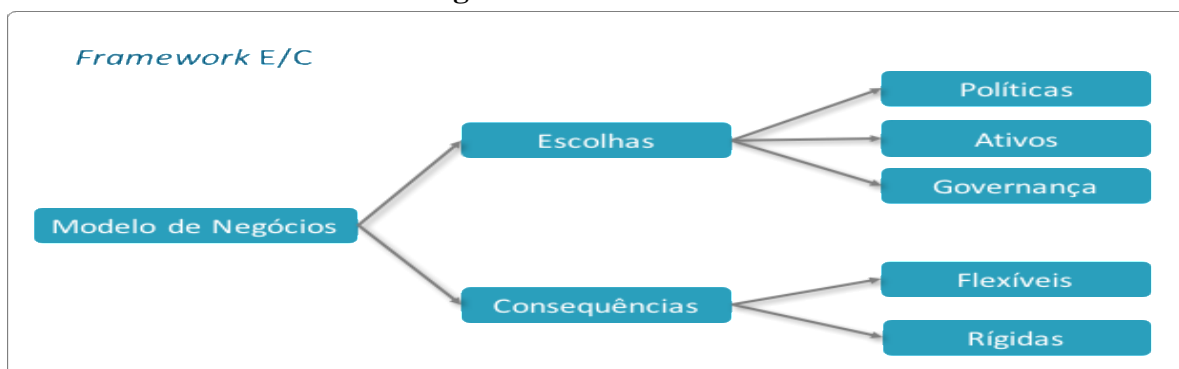 Framework E/C
Políticas
Escolhas
Ativos
Governança
Modelo de Negócios
Flexíveis
Consequências
Rígidas